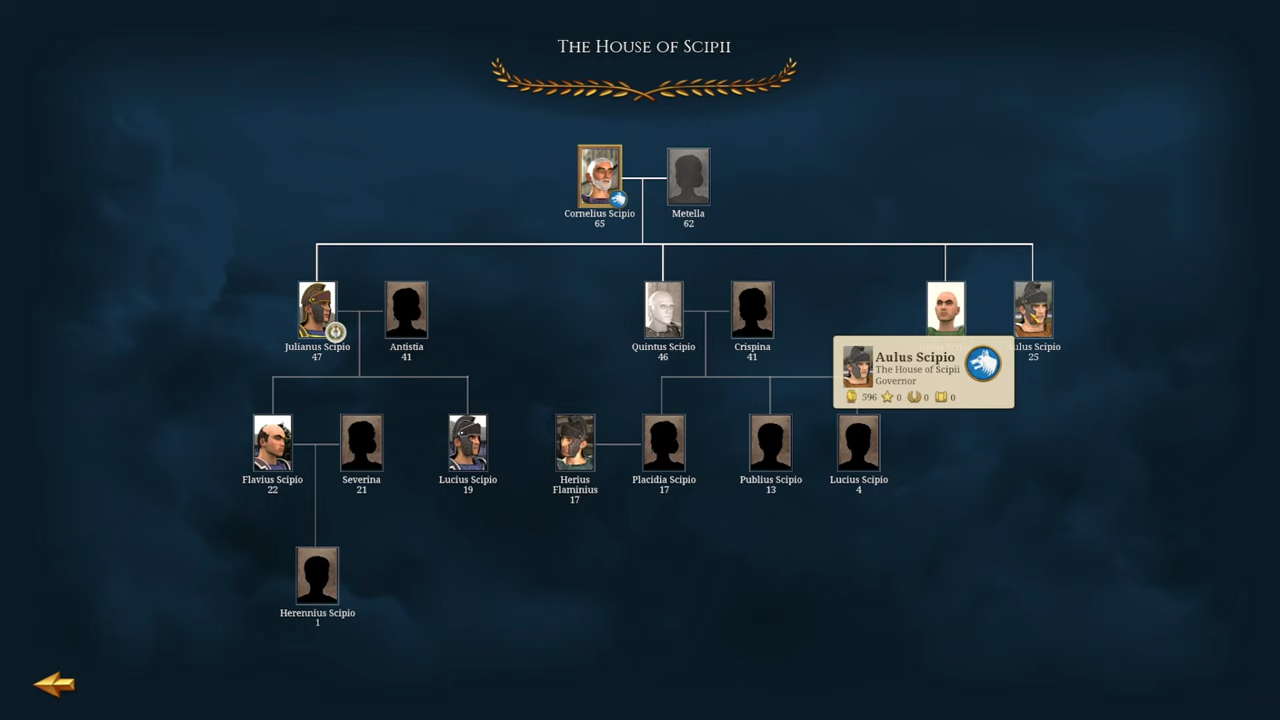 The House of Scipii
Cornelius Scipio
65
Metella
62
Julianus Scipio
47
Antistia
41
Quintus Scipio
46
Crispina
41
Aulus Scipio
25
Aulus Scipio
The House of Scipii
Governor
596 0 0 0
Flavius Scipio
22
Severina
21
Lucius Scipio
19
Herius
Flaminius
17
Placidia Scipio
17
Publius Scipio
13
Lucius Scipio
4
Herennius Scipio
1